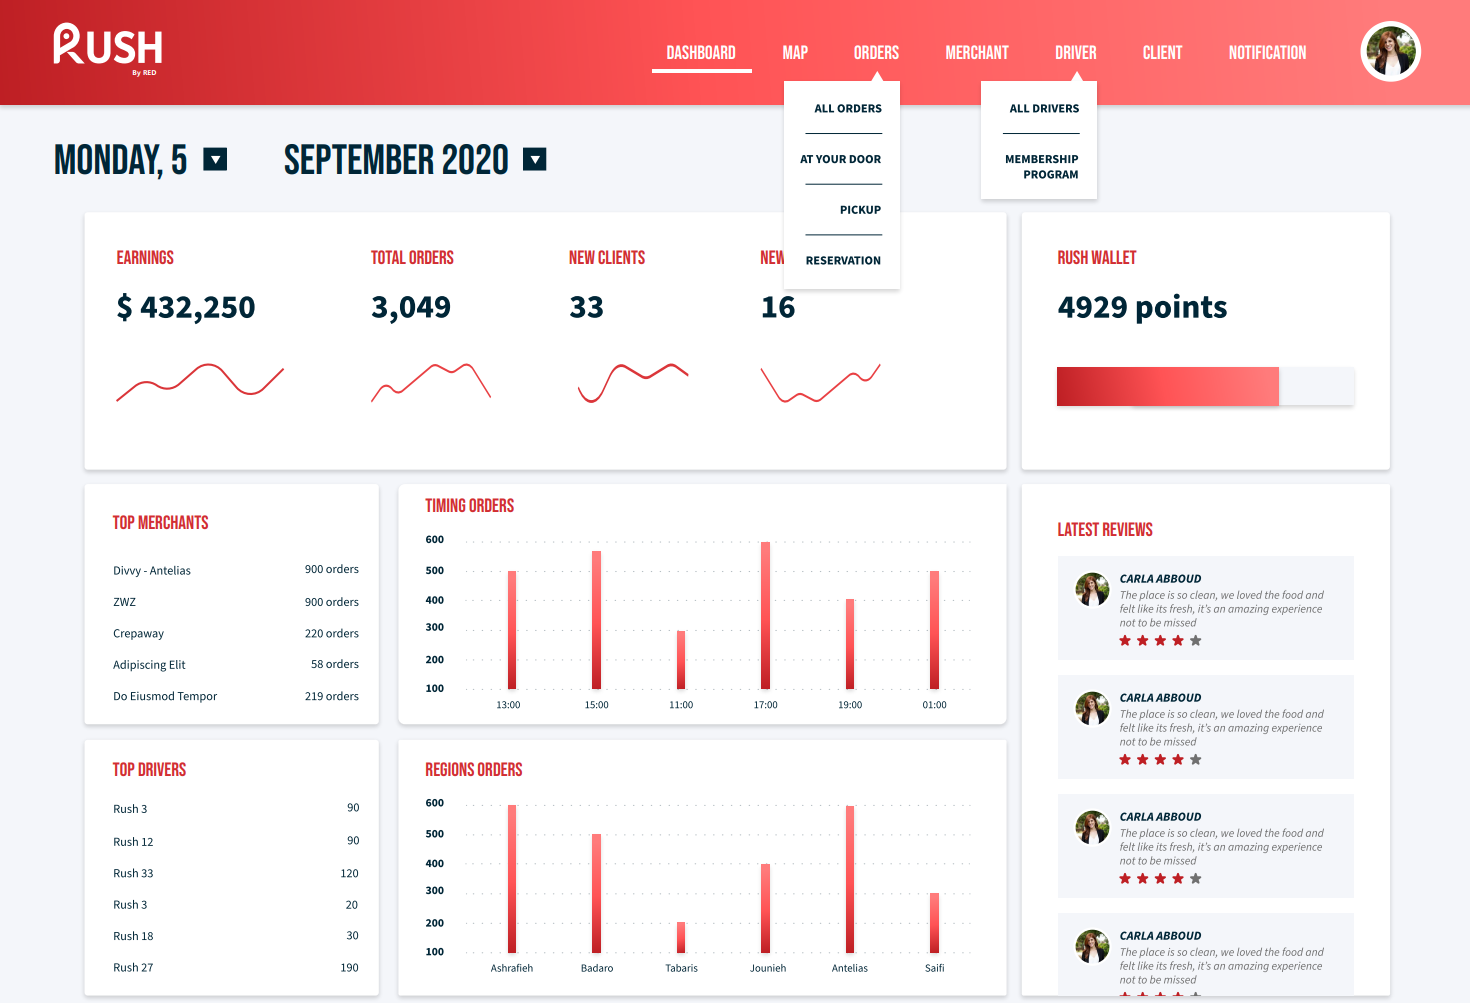 RUSH
By RED
DASHBOARD
MAP
ORDERS
MERCHANT
DRIVER
CLIENT
NOTIFICATION
ALL ORDERS
AT YOUR DOOR
PICKUP
RESERVATION
ALL DRIVERS
MEMBERSHIP
PROGRAM
MONDAY, 5
SEPTEMBER 2020
EARNINGS
$ 432,250
TOTAL ORDERS
3,049
NEW CLIENTS
33
NEW
16
RUSH WALLET
4929 points
TOP MERCHANTS
Divvy - Antelias 900 orders
ZWZ 900 orders
Crepaway 220 orders
Adipiscing Elit 58 orders
Do Eiusmod Tempor 219 orders
TIMING ORDERS
600
500
400
300
200
100
13:00 15:00 11:00 17:00 19:00 01:00
TOP DRIVERS
Rush 3 90
Rush 12 90
Rush 33 120
Rush 3 20
Rush 18 30
Rush 27 190
REGIONS ORDERS
600
500
400
300
200
100
Ashrafieh Badaro Tabaris Jounieh Antelias Saifi
LATEST REVIEWS
CARLA ABBOUD
The place is so clean, we loved the food and
felt like its fresh, it's an amazing experience
not to be missed
CARLA ABBOUD
The place is so clean, we loved the food and
felt like its fresh, it's an amazing experience
not to be missed
CARLA ABBOUD
The place is so clean, we loved the food and
felt like its fresh, it's an amazing experience
not to be missed
CARLA ABBOUD
The place is so clean, we loved the food and
felt like its fresh, it's an amazing experience
not to be missed